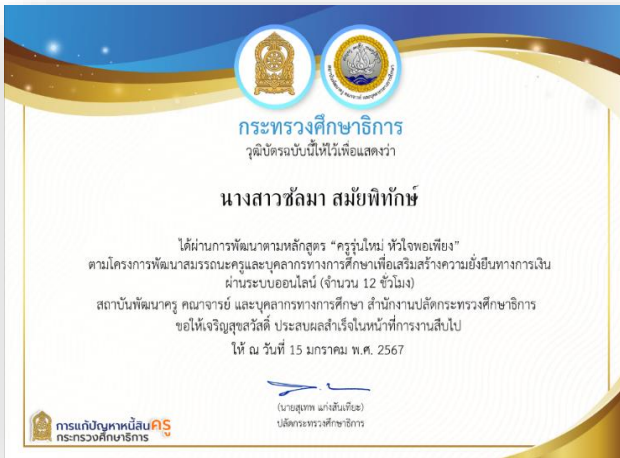 กระทรวงศึกษาธิการ
วุฒิบัตรฉบับนี้ให้ไว้เพื่อแสดงว่า
นางสาวซัลมา สมัยพิทักษ์
ได้ผ่านการพัฒนาตามหลักสูตร “ครูรุ่นใหม่ หัวใจพอเพียง”
ตามโครงการพัฒนาสมรรถนะครูและบุคลากรทางการศึกษาเพื่อเสริมสร้างความยั่งยืนทางการเงิน
ผ่านระบบออนไลน์ (จำนวน 12 ชั่วโมง)
สถาบันพัฒนาครู คณาจารย์ และบุคลากรทางการศึกษา สำนักงานปลัดกระทรวงศึกษาธิการ
ขอให้เจริญสุขสวัสดิ์ ประสบผลสำเร็จในหน้าที่การงานสืบไป
ให้ ณ วันที่ 15 มกราคม พ.ศ. 2567
(นายสุเทพ แก่งสันเทียะ)
ปลัดกระทรวงศึกษาธิการ
การแก้ปัญหาหนี้สินครู
กระทรวงศึกษาธิการ